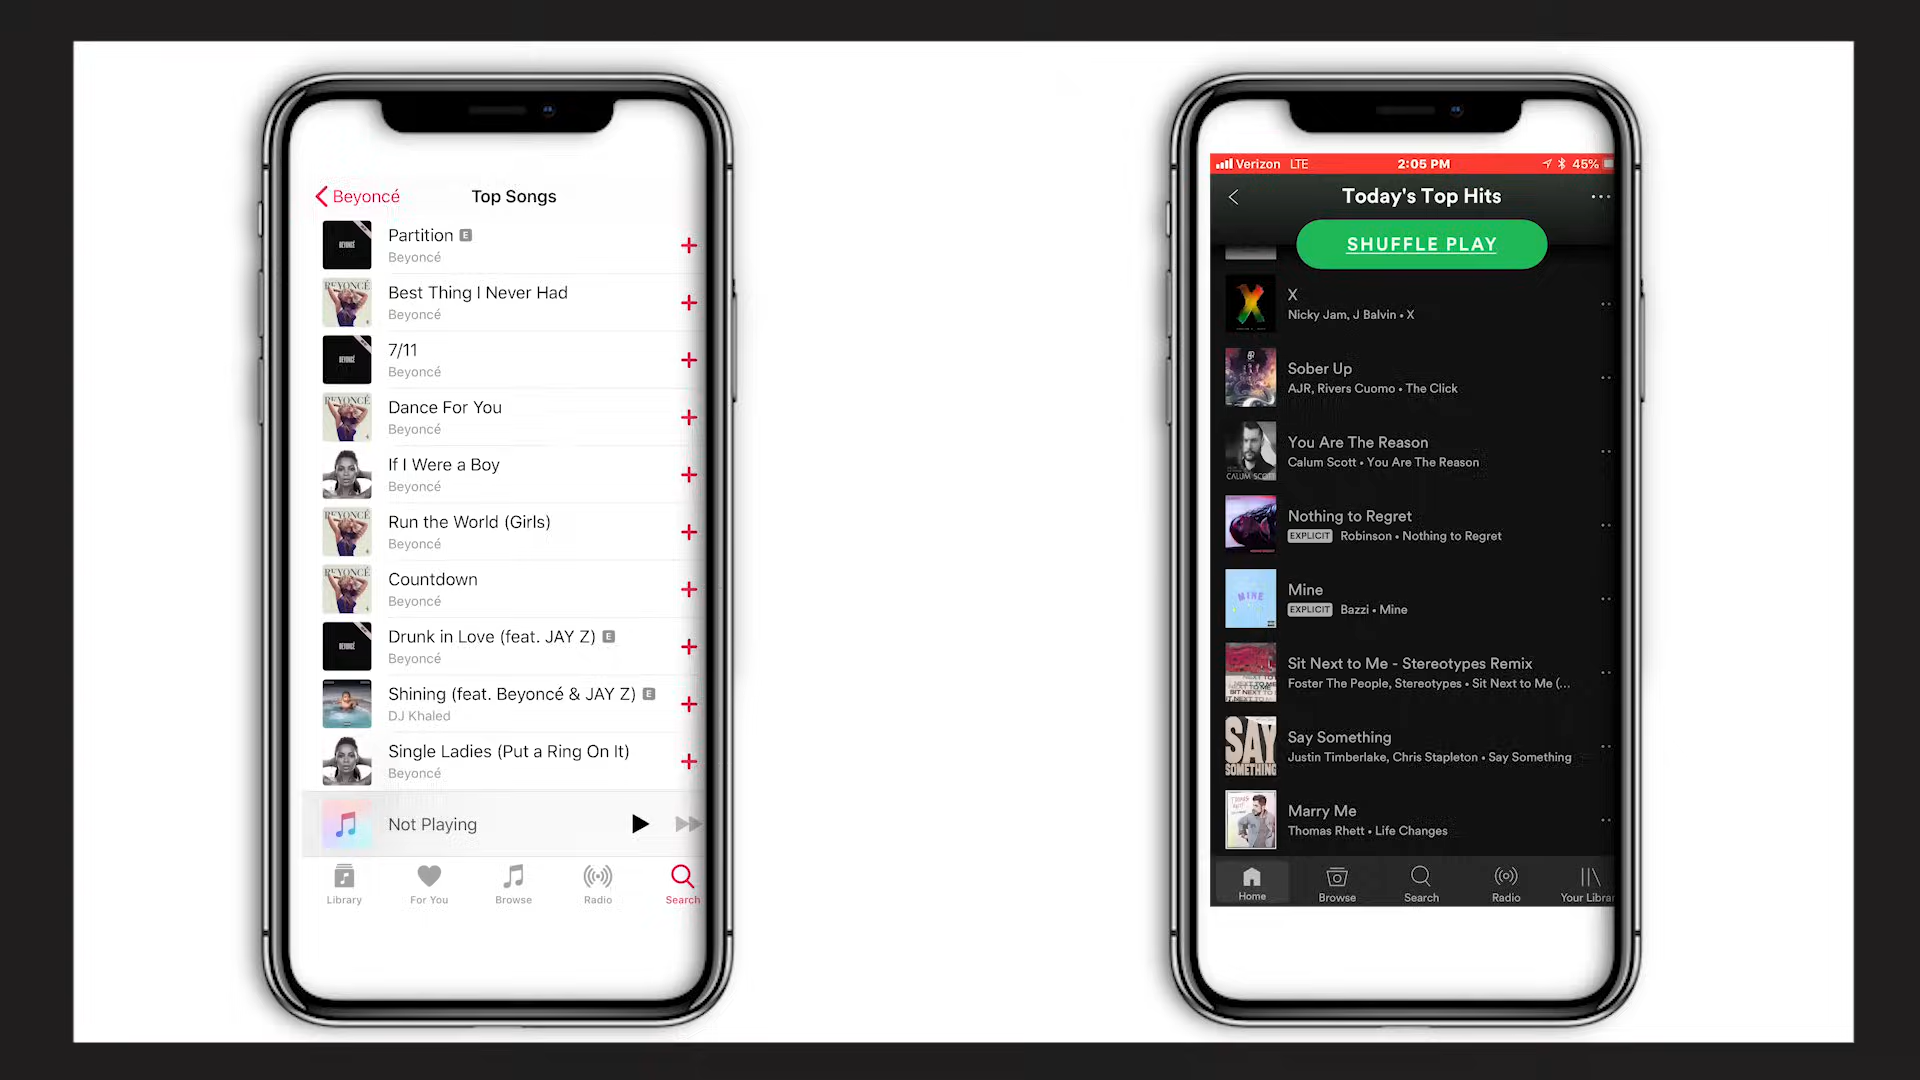 Beyoncé Top Songs
Partition E
Beyoncé
Best Thing I Never Had
Beyoncé
7/11
Beyoncé
Dance For You
Beyoncé
If I Were a Boy
Beyoncé
Run the World (Girls)
Beyoncé
Countdown
Beyoncé
Drunk in Love (feat. JAY Z) E
Beyoncé
Shining (feat. Beyoncé & JAY Z) E
DJ Khaled
Single Ladies (Put a Ring On It)
Beyoncé
Not Playing
Library For You Browse Radio Search
Verizon LTE 2:05 PM 45%
Today's Top Hits
SHUFFLE PLAY
X
Nicky Jam, J Balvin • X
Sober Up
AJR, Rivers Cuomo • The Click
You Are The Reason
Calum Scott • You Are The Reason
CALUM SCOTT
Nothing to Regret
EXPLICIT Robinson • Nothing to Regret
MINE
Mine
EXPLICIT Bazzi • Mine
Sit Next to Me - Stereotypes Remix
Foster The People, Stereotypes • Sit Next to Me (...
SAY
SOMETHING
Say Something
Justin Timberlake, Chris Stapleton • Say Something
Marry Me
Thomas Rhett • Life Changes
Home Browse Search Radio Your Librar